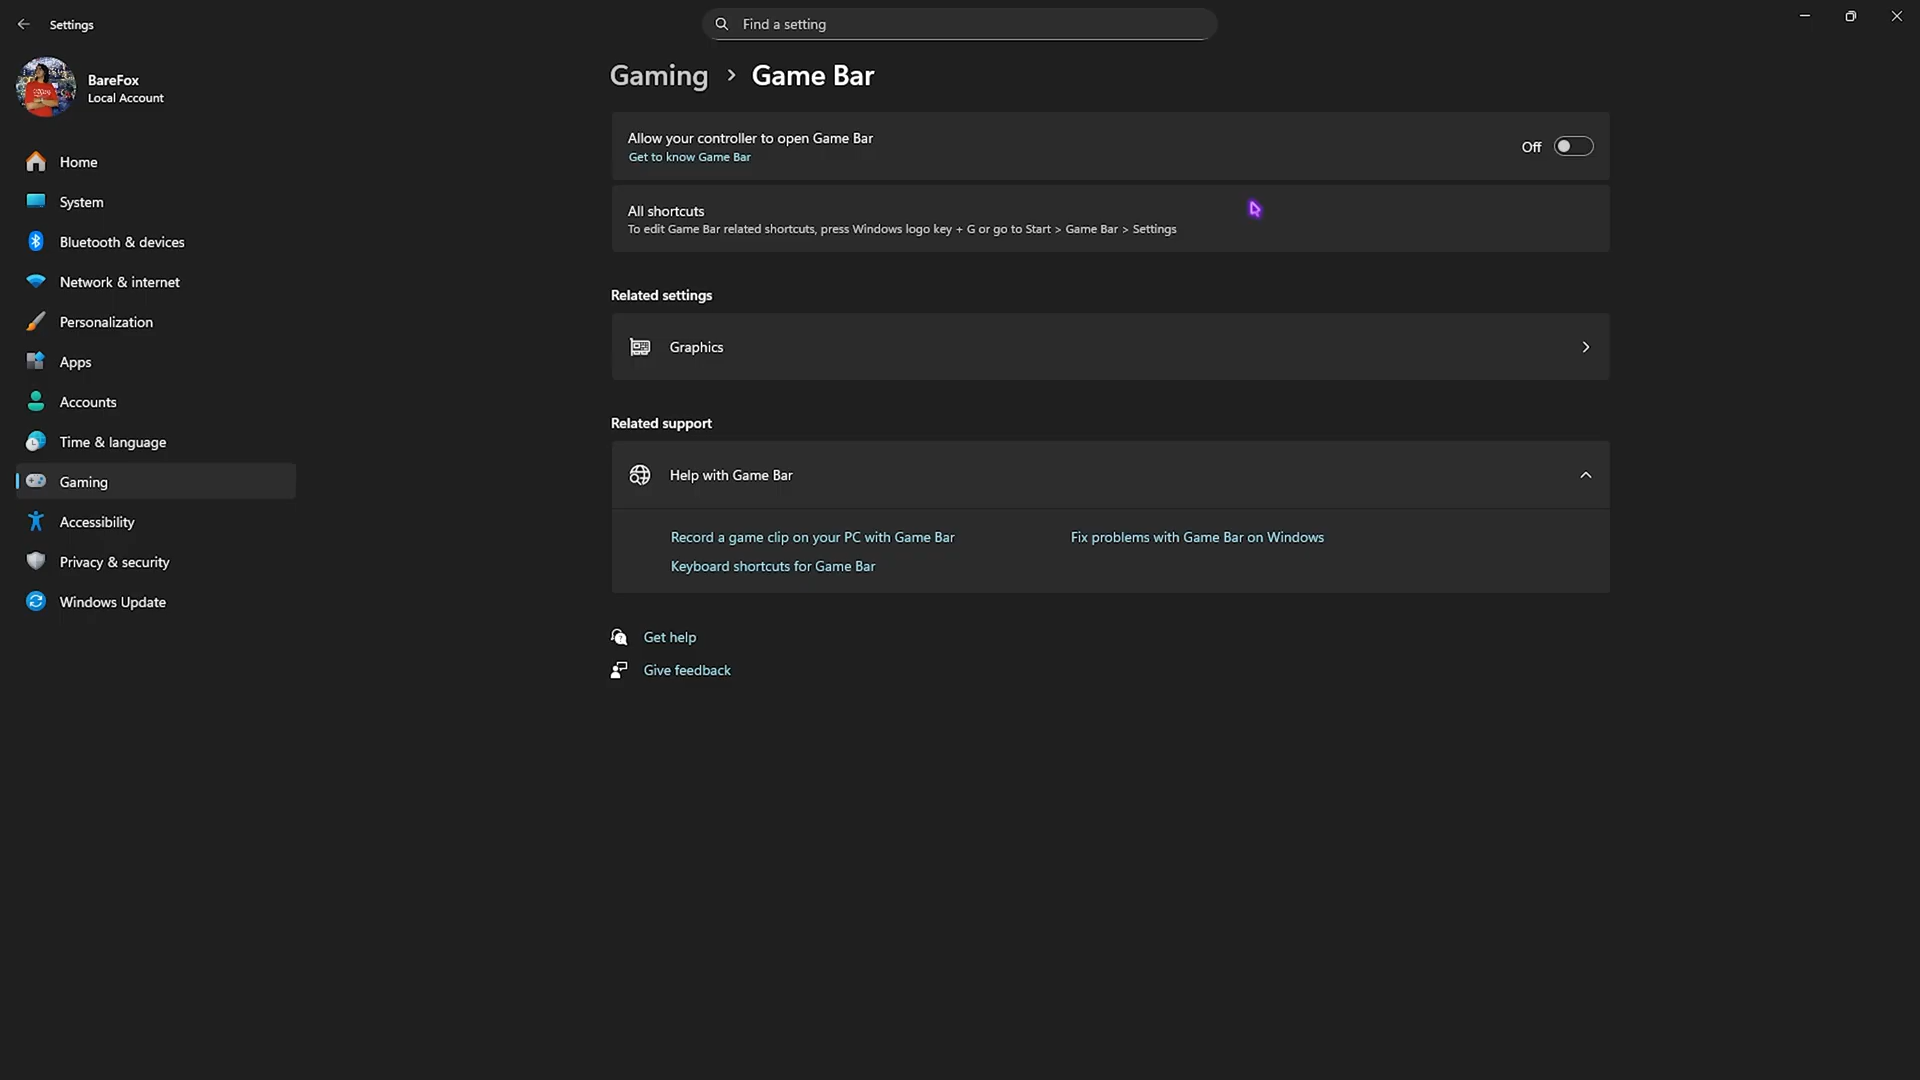 Settings
Find a setting
BareFox
Local Account
Home
System
Bluetooth & devices
Network & internet
Personalization
Apps
Accounts
Time & language
Gaming
Accessibility
Privacy & security
Windows Update
Gaming > Game Bar
Allow your controller to open Game Bar
Get to know Game Bar
Off
All shortcuts
To edit Game Bar related shortcuts, press Windows logo key + G or go to Start > Game Bar > Settings
Related settings
Graphics
Related support
Help with Game Bar
Record a game clip on your PC with Game Bar
Fix problems with Game Bar on Windows
Keyboard shortcuts for Game Bar
Get help
Give feedback